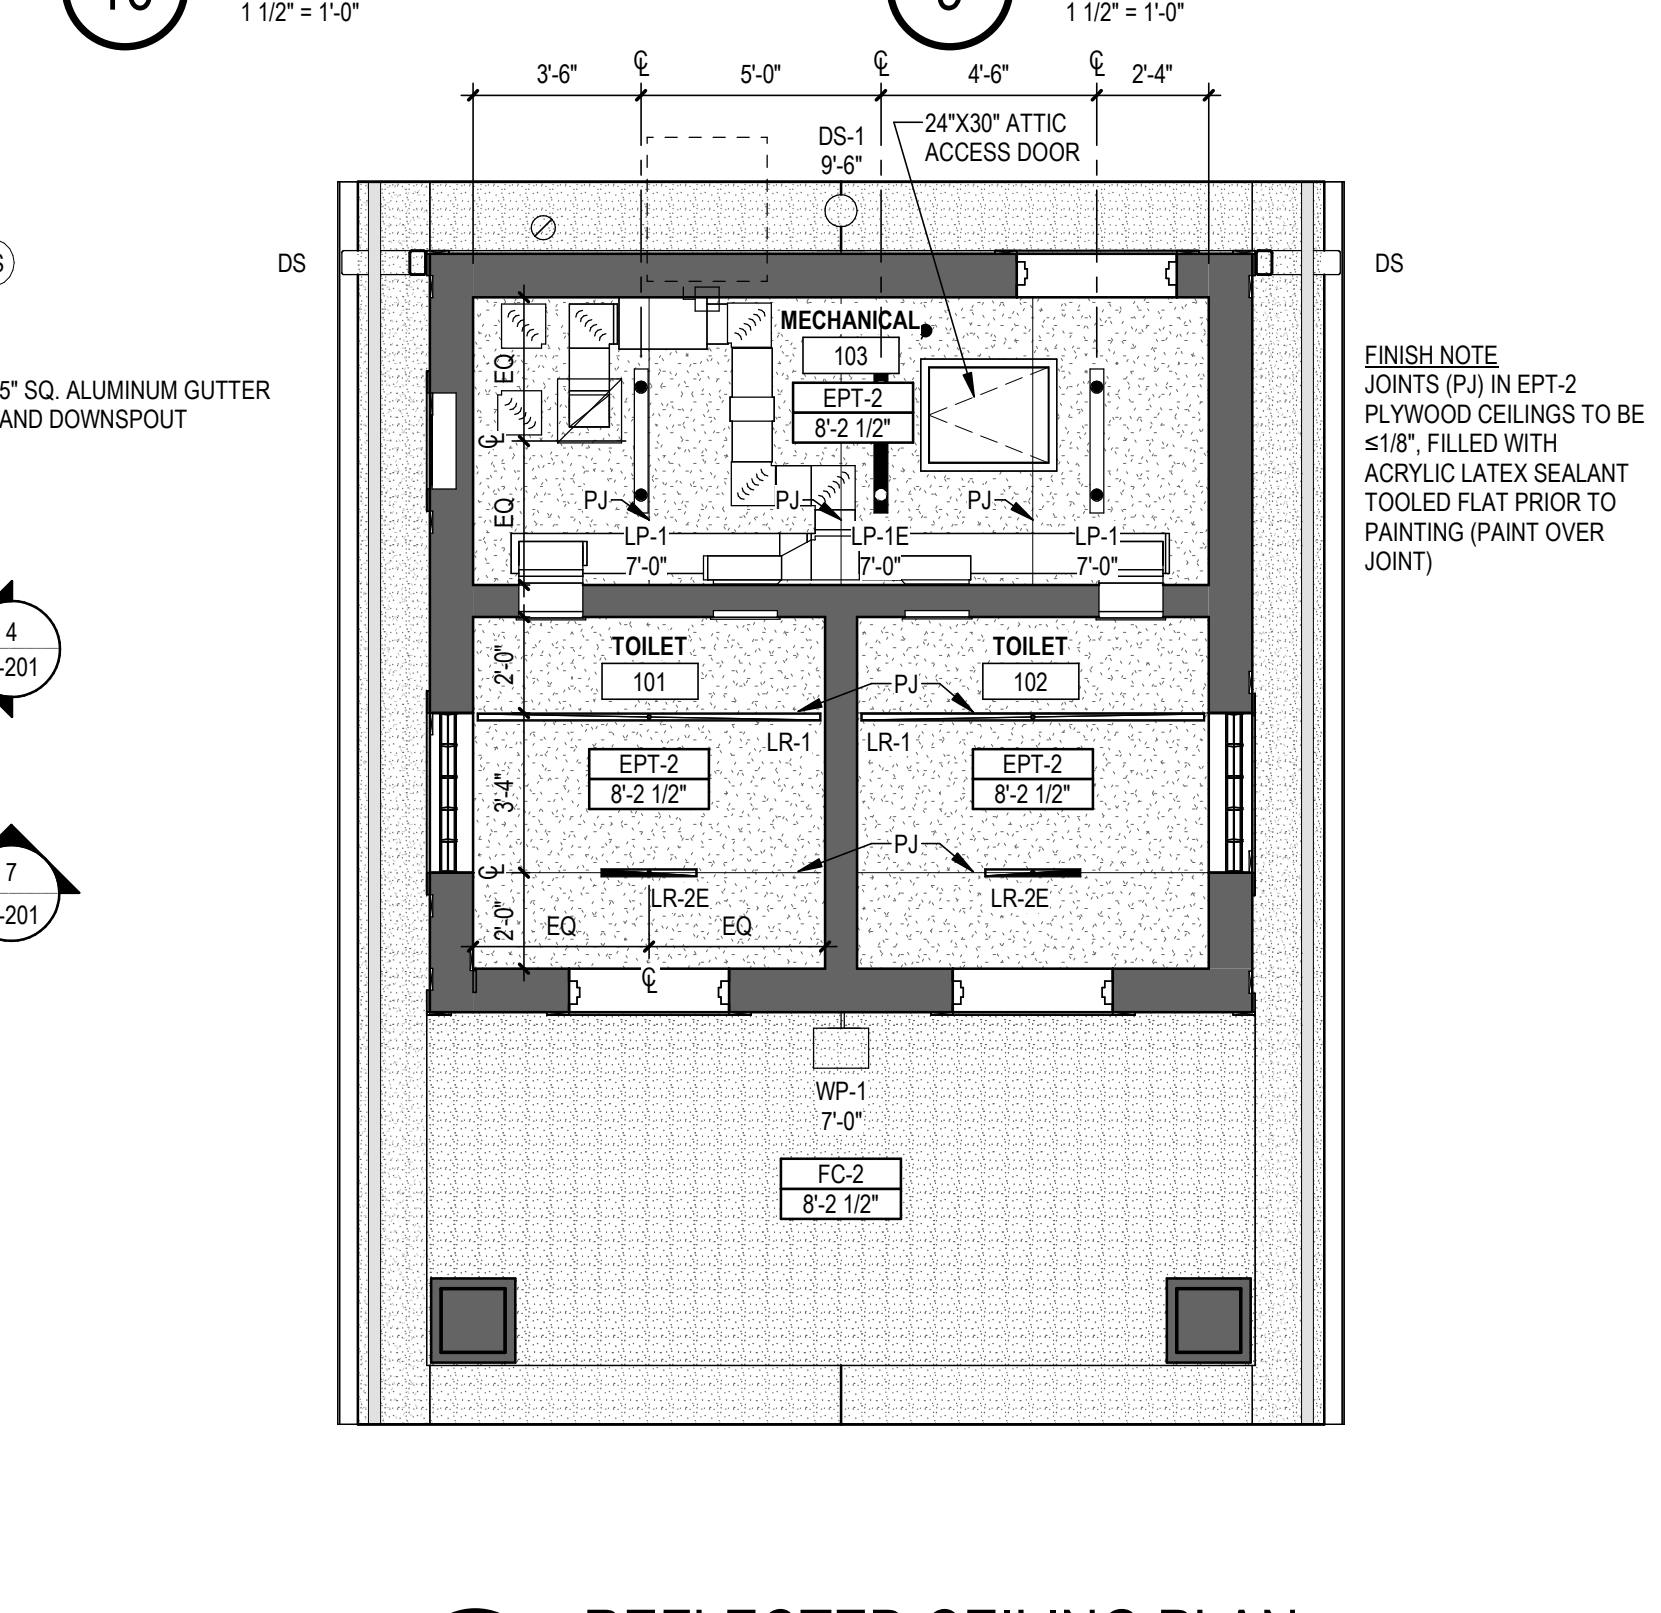 1 1/2" = 1'-0"
1 1/2" = 1'-0"
3'-6"
5'-0"
4'-6"
2'-4"
DS-1
9'-6"
24"X30" ATTIC
ACCESS DOOR
DS
DS
MECHANICAL
103
EPT-2
8'-2 1/2"
EQ
EQ
5" SQ. ALUMINUM GUTTER
AND DOWNSPOUT
FINISH NOTE
JOINTS (PJ) IN EPT-2
PLYWOOD CEILINGS TO BE
≤1/8", FILLED WITH
ACRYLIC LATEX SEALANT
TOOLED FLAT PRIOR TO
PAINTING (PAINT OVER
JOINT)
PJ
PJ
PJ
LP-1
7'-0"
LP-1E
7'-0"
LP-1
7'-0"
4
-201
TOILET
101
TOILET
102
2'-0"
PJ
LR-1
LR-1
EPT-2
8'-2 1/2"
EPT-2
8'-2 1/2"
3'-4"
PJ
7
-201
LR-2E
LR-2E
2'-0"
EQ
EQ
WP-1
7'-0"
FC-2
8'-2 1/2"
REFLECTED CEILING PLAN